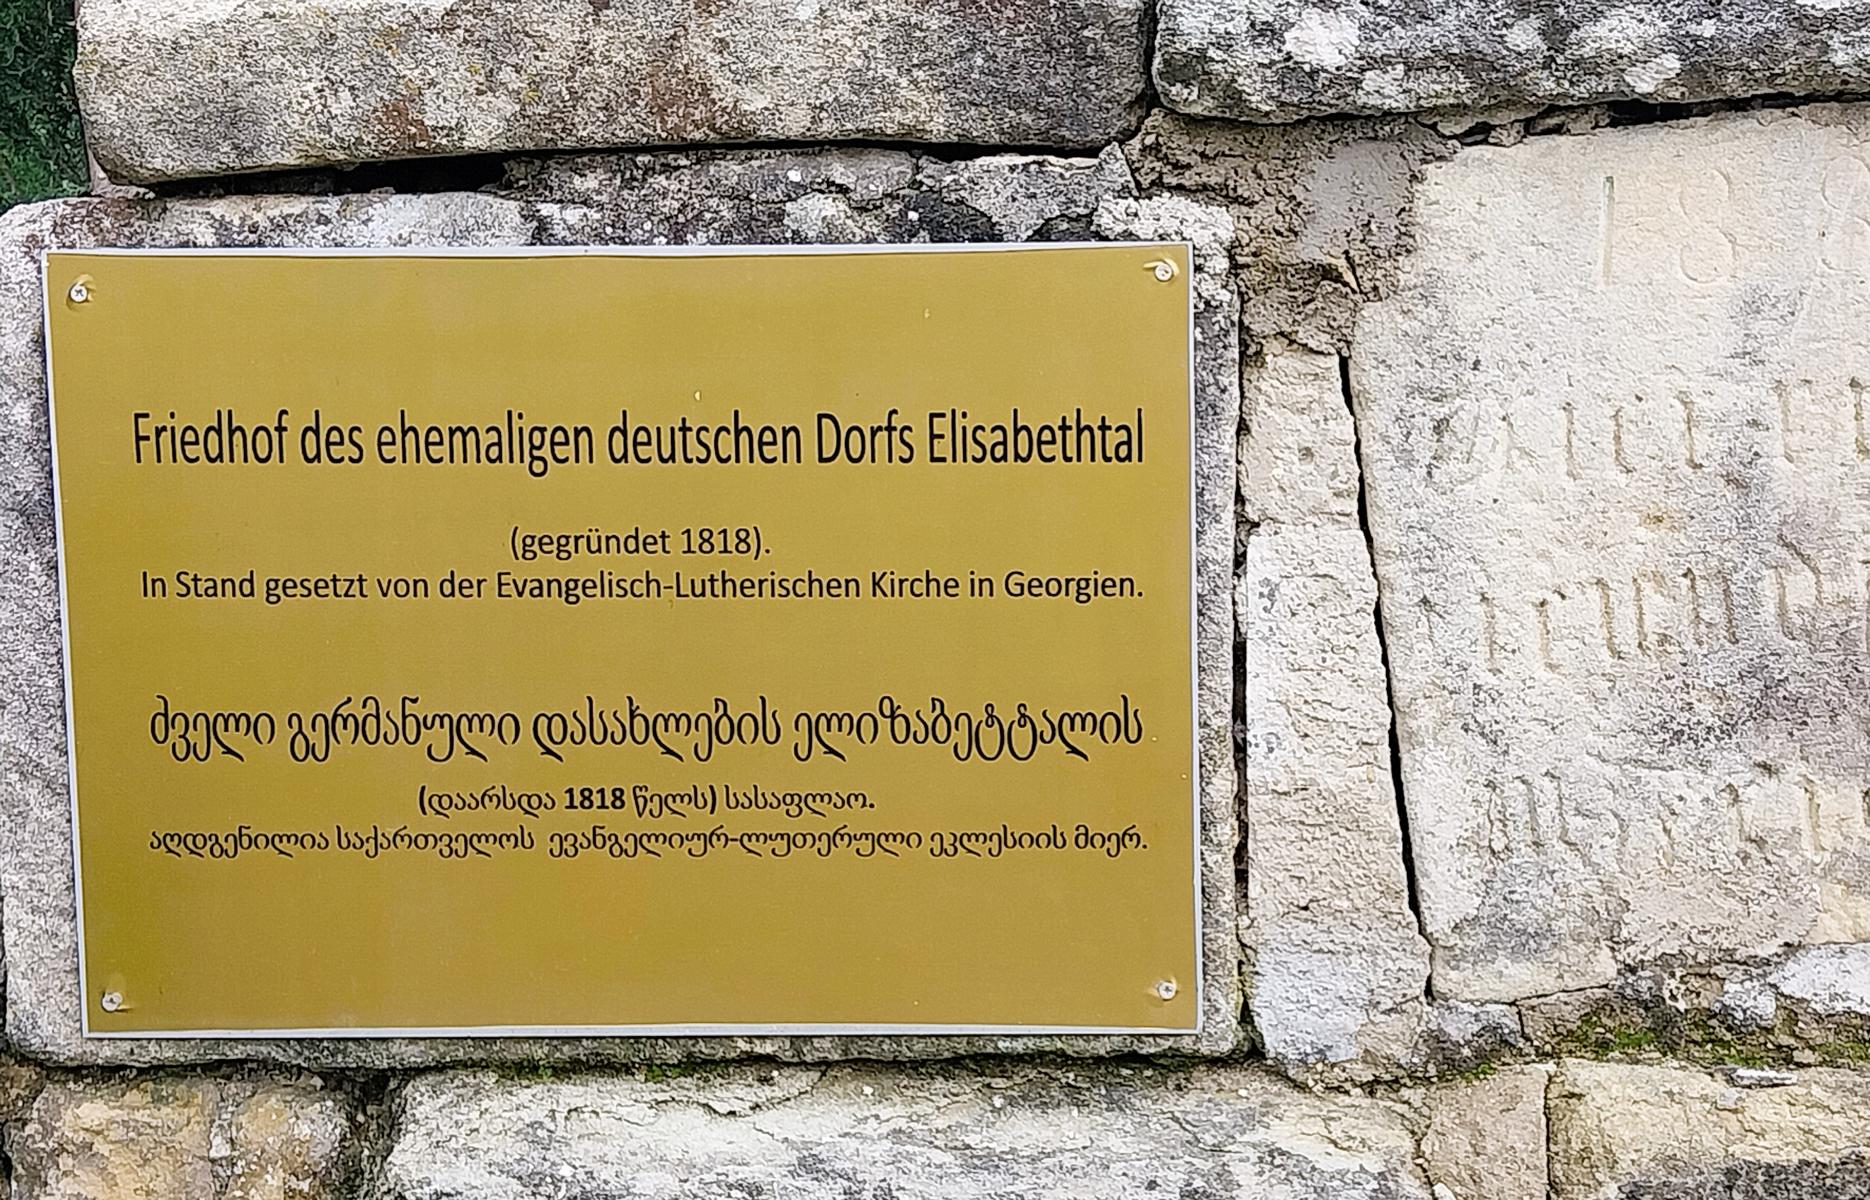 Friedhof des ehemaligen deutschen Dorfs Elisabethtal
(gegründet 1818).
In Stand gesetzt von der Evangelisch-Lutherischen Kirche in Georgien.
ძველი გერმანული დასახლების ელიზაბეტტალის
(დაარსდა 1818 წელს) სასაფლაო.
აღდგენილია საქართველოს ევანგელიურ-ლუთერული ეკლესიის მიერ.